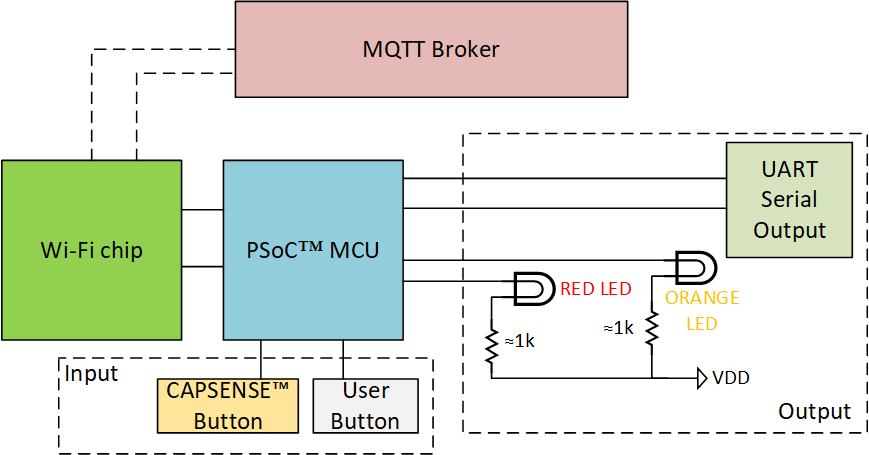 MQTT Broker
Wi-Fi chip
PSoC™ MCU
UART
Serial
Output
RED LED
ORANGE
LED
≈1k
≈1k
VDD
Output
Input
CAPSENSE™
Button
User
Button